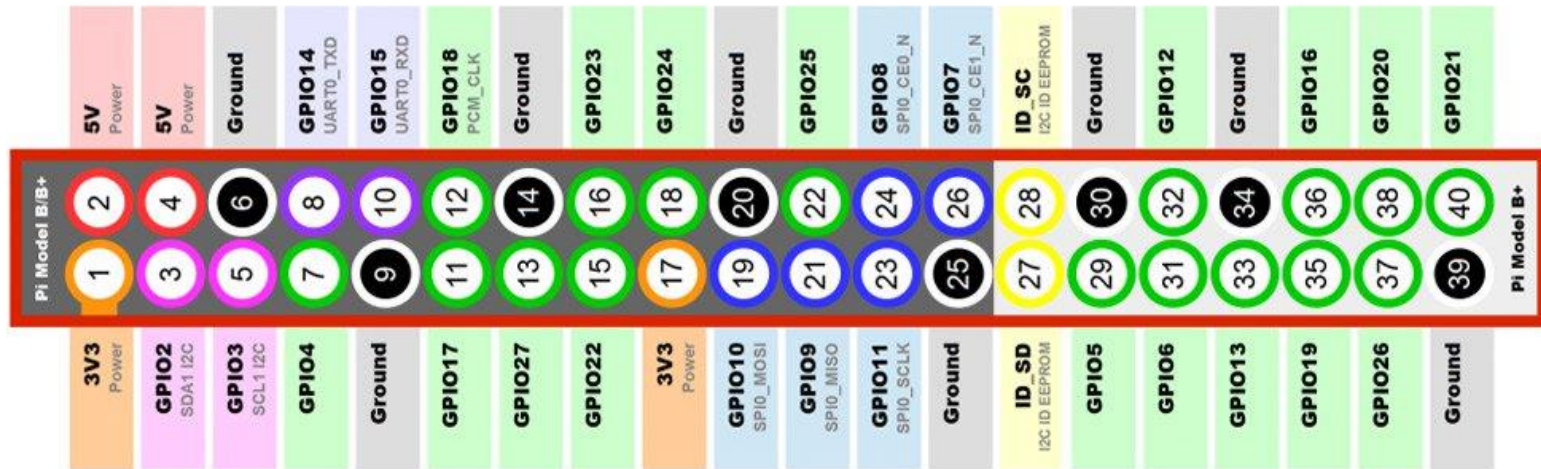 5V
Power
5V
Power
Ground
GPIO14
UART0_TXD
GPIO15
UART0_RXD
GPIO18
PCM_CLK
Ground
GPIO23
GPIO24
Ground
GPIO25
GPIO8
SPI0_CE0_N
GPIO7
SPI0_CE1_N
ID_SC
I2C ID EEPROM
Ground
GPIO12
Ground
GPIO16
GPIO20
GPIO21
Pi Model B/B+
2 4 6 8 10 12 14 16 18 20 22 24 26 28 30 32 34 36 38 40
1 3 5 7 9 11 13 15 17 19 21 23 25 27 29 31 33 35 37 39
Pi Model B+
3V3
Power
GPIO2
SDA1 I2C
GPIO3
SCL1 I2C
GPIO4
Ground
GPIO17
GPIO27
GPIO22
3V3
Power
GPIO10
SPI0_MOSI
GPIO9
SPI0_MISO
GPIO11
SPI0_SCLK
Ground
ID_SD
I2C ID EEPROM
GPIO5
GPIO6
GPIO13
GPIO19
GPIO26
Ground